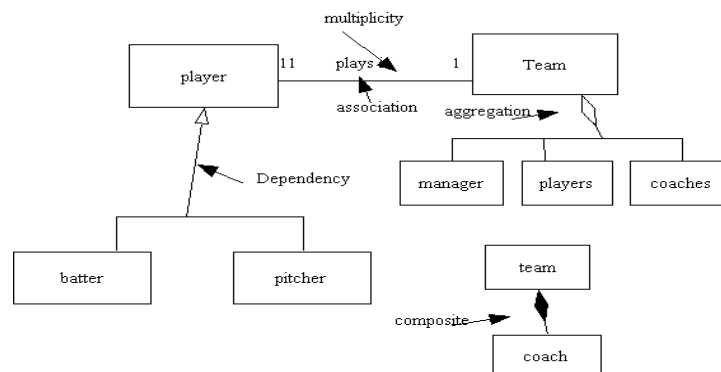 multiplicity
player
11
plays
1
Team
association
aggregation
Dependency
manager
players
coaches
batter
pitcher
team
composite
coach